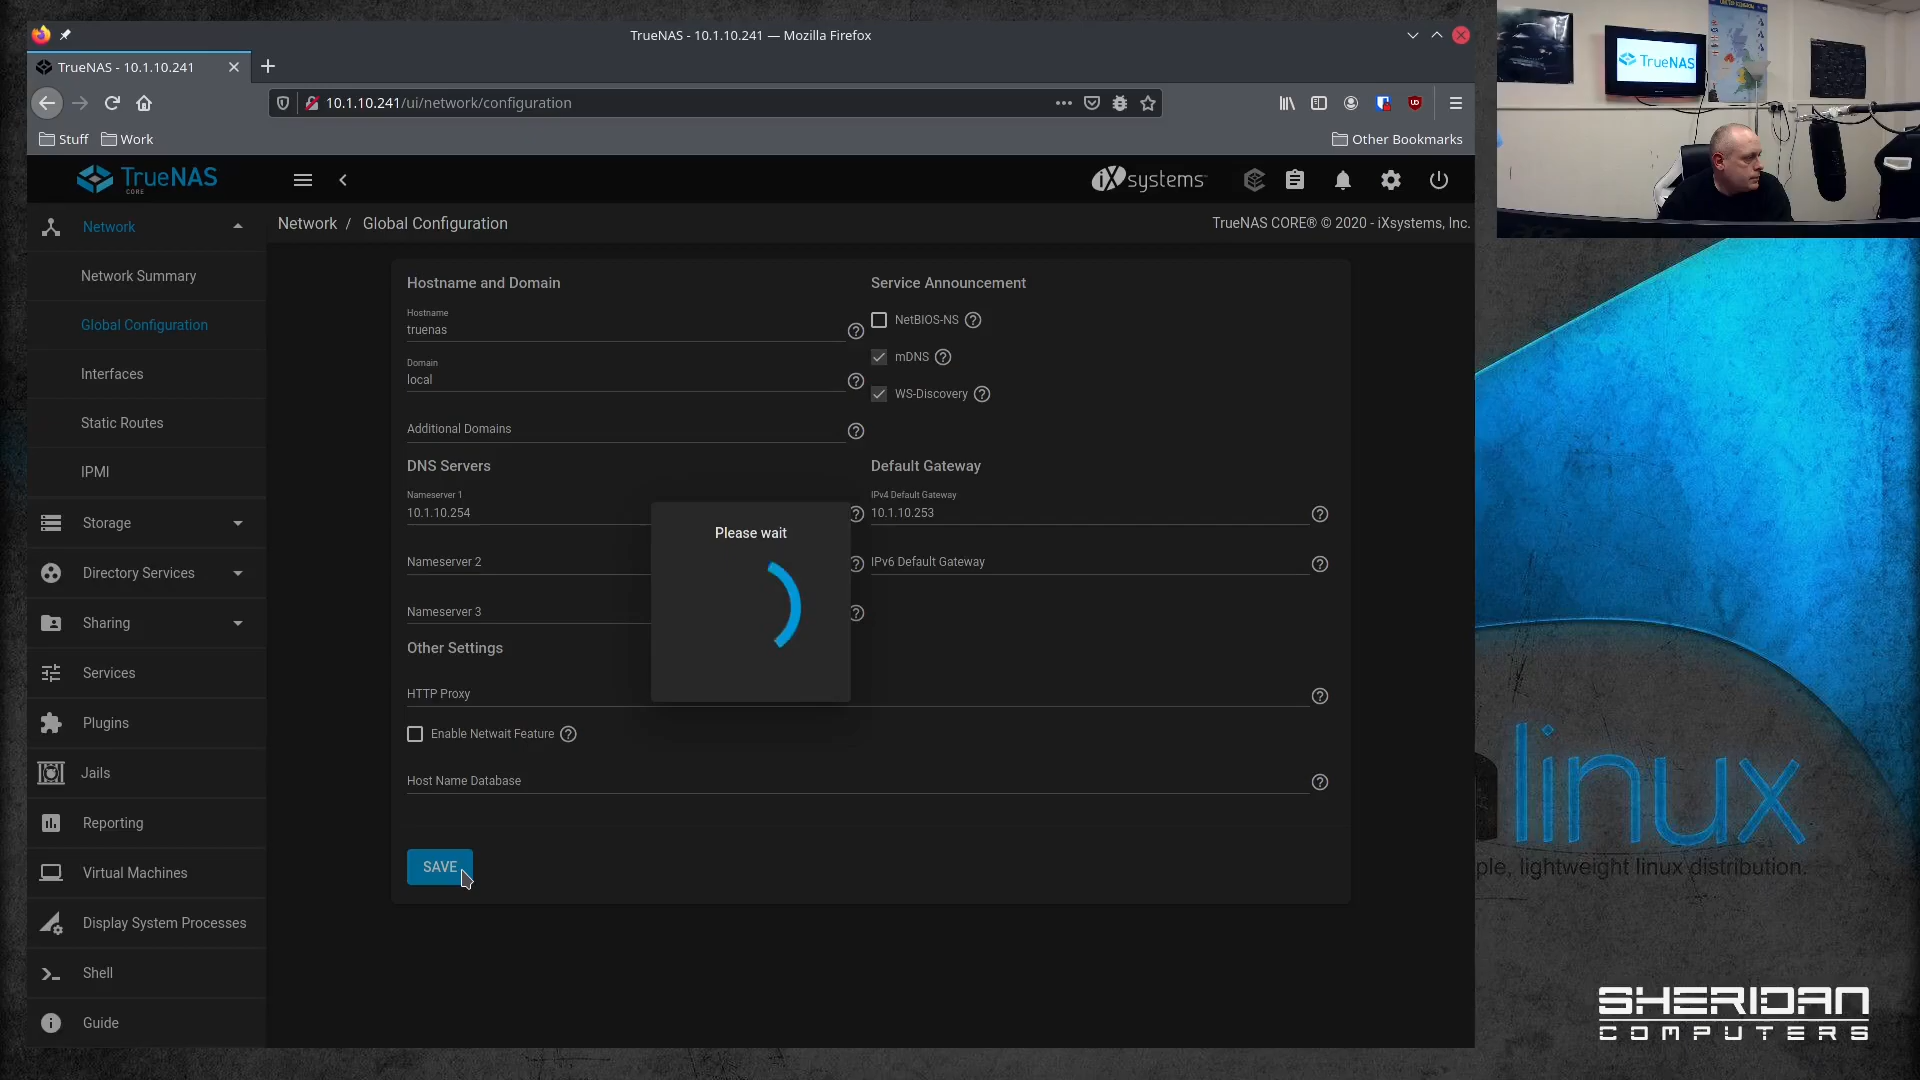 TrueNAS - 10.1.10.241 — Mozilla Firefox
TrueNAS - 10.1.10.241
10.1.10.241/ui/network/configuration
Stuff
Work
Other Bookmarks
TrueNAS
CORE
iXsystems
Network
Network / Global Configuration
TrueNAS CORE® © 2020 - iXsystems, Inc.
Network Summary
Global Configuration
Interfaces
Static Routes
IPMI
Storage
Directory Services
Sharing
Services
Plugins
Jails
Reporting
Virtual Machines
Display System Processes
Shell
Guide
Hostname and Domain
Hostname
truenas
Domain
local
Additional Domains
Service Announcement
NetBIOS-NS
mDNS
WS-Discovery
DNS Servers
Nameserver 1
10.1.10.254
Nameserver 2
Nameserver 3
Default Gateway
IPv4 Default Gateway
10.1.10.253
IPv6 Default Gateway
Please wait
Other Settings
HTTP Proxy
Enable Netwait Feature
Host Name Database
SAVE
TrueNAS
linux
ple, lightweight linux distribution.
SHERIDAN
COMPUTERS